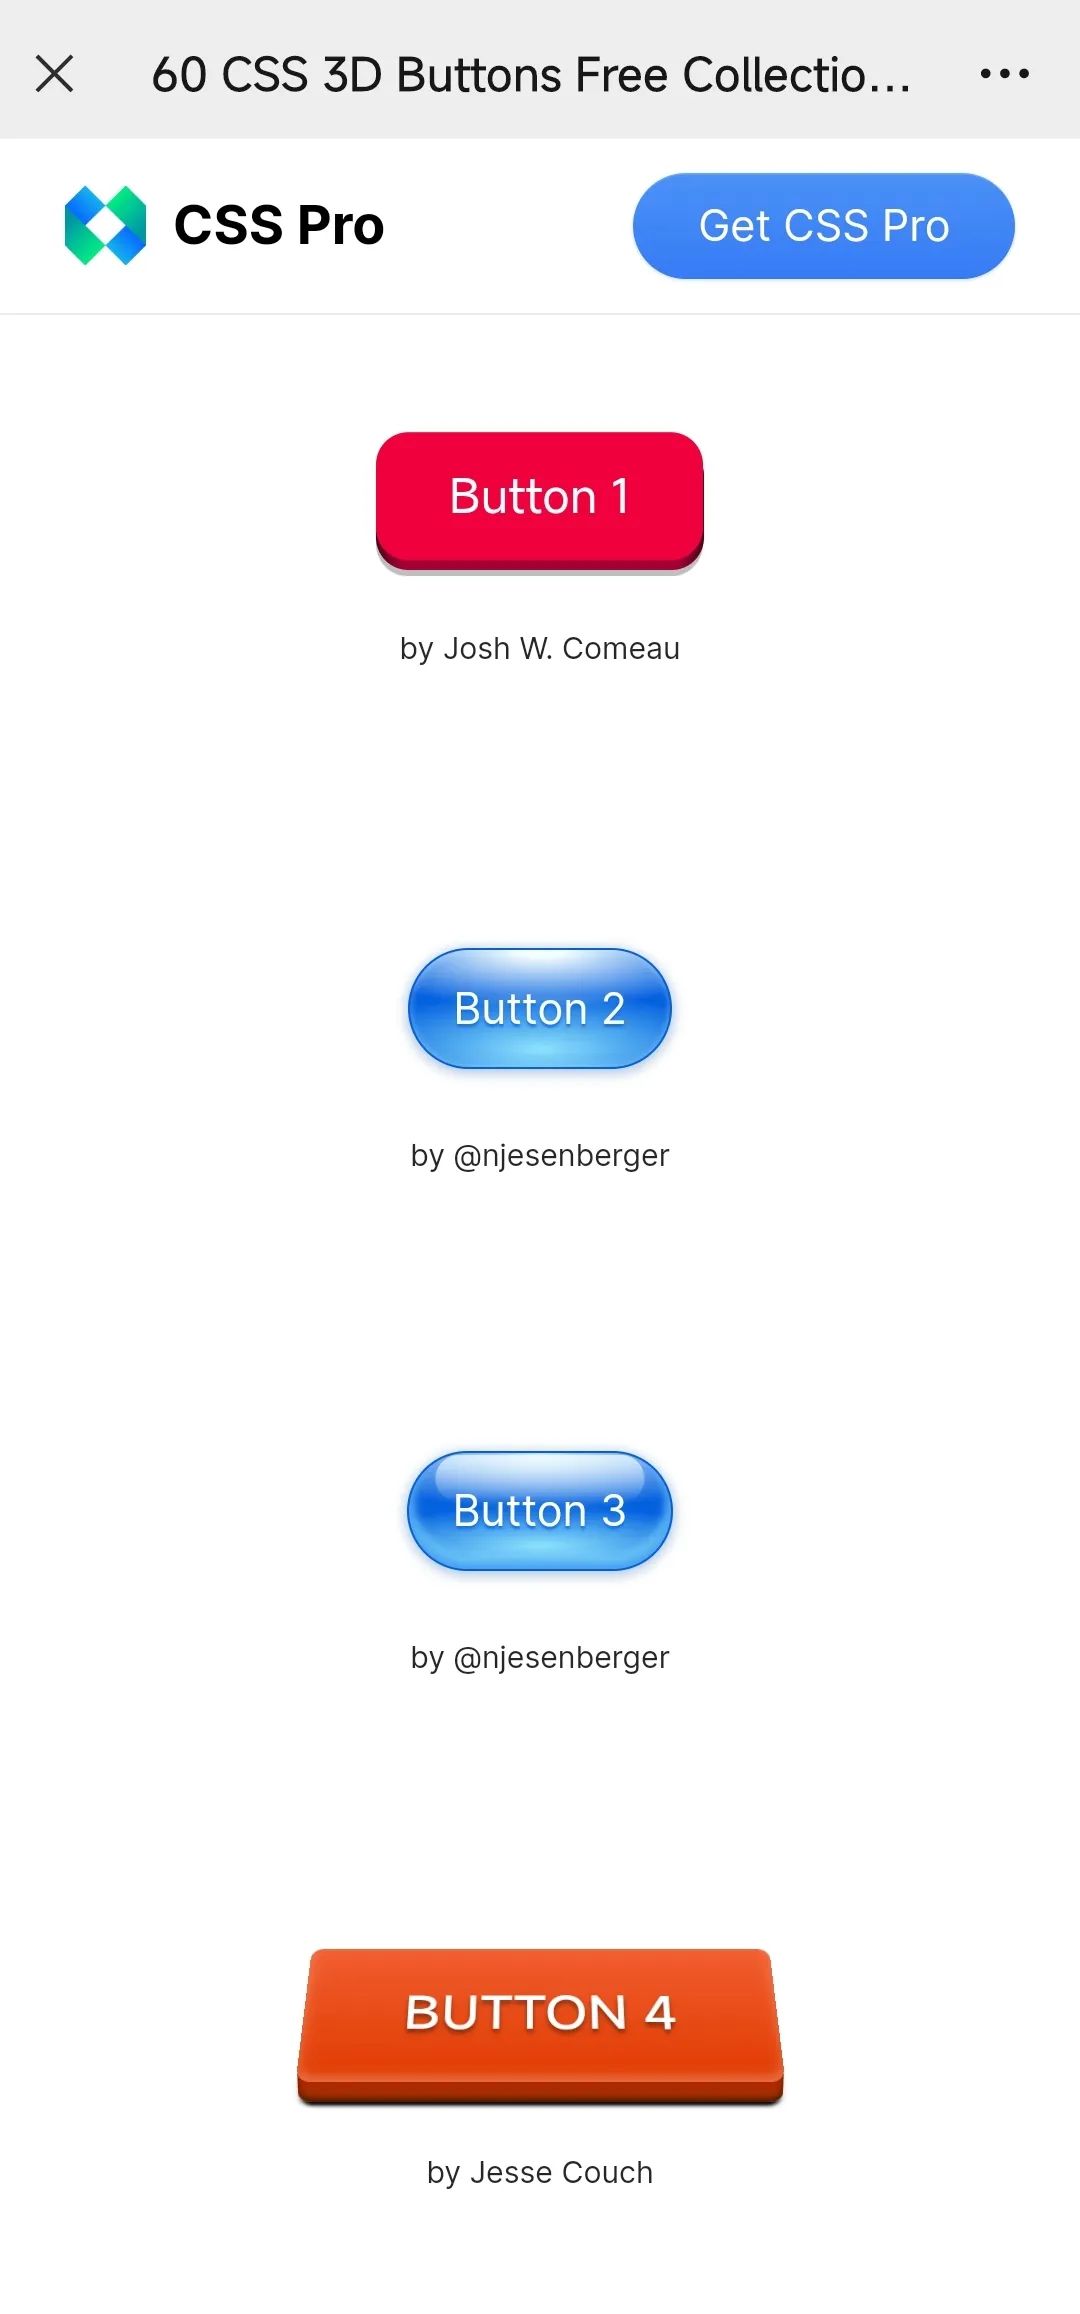 60 CSS 3D Buttons Free Collectio...
CSS Pro
Get CSS Pro
Button 1
by Josh W. Comeau
Button 2
by @njesenberger
Button 3
by @njesenberger
BUTTON 4
by Jesse Couch